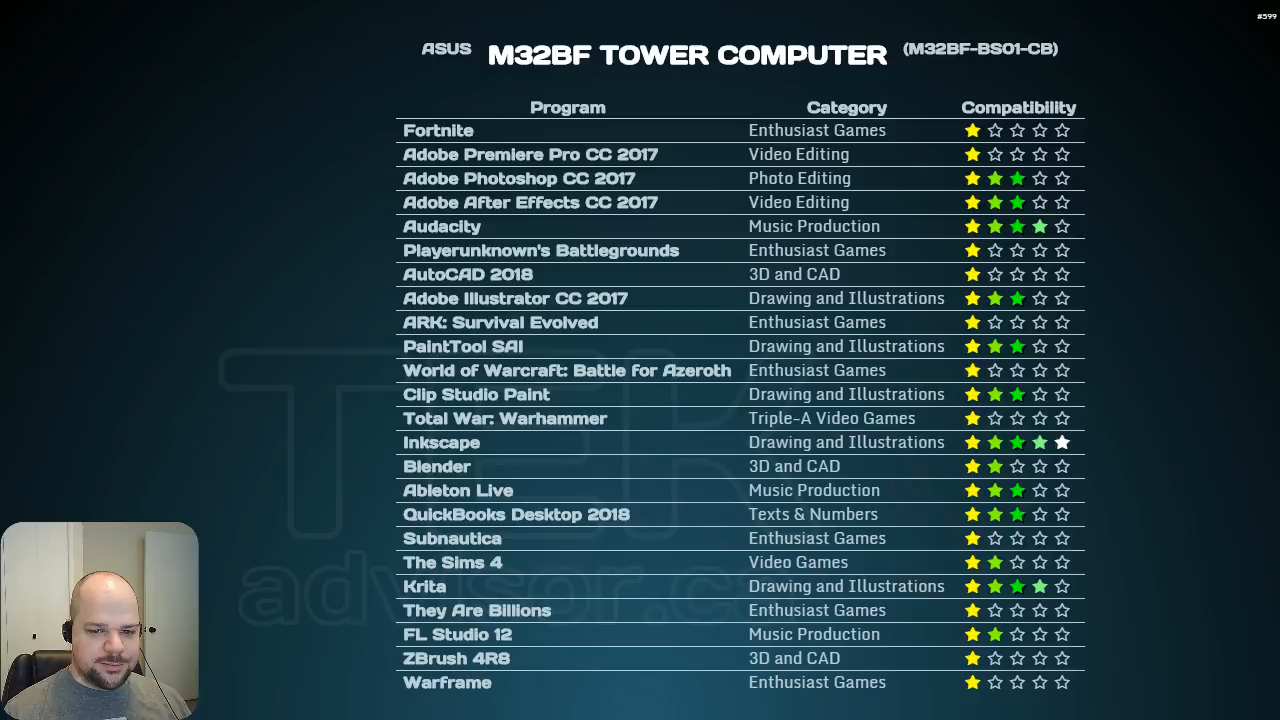 #599
ASUS M32BF TOWER COMPUTER (M32BF-BS01-CB)
Program Category Compatibility
Fortnite Enthusiast Games
Adobe Premiere Pro CC 2017 Video Editing
Adobe Photoshop CC 2017 Photo Editing
Adobe After Effects CC 2017 Video Editing
Audacity Music Production
Playerunknown's Battlegrounds Enthusiast Games
AutoCAD 2018 3D and CAD
Adobe Illustrator CC 2017 Drawing and Illustrations
ARK: Survival Evolved Enthusiast Games
PaintTool SAI Drawing and Illustrations
World of Warcraft: Battle for Azeroth Enthusiast Games
Clip Studio Paint Drawing and Illustrations
Total War: Warhammer Triple-A Video Games
Inkscape Drawing and Illustrations
Blender 3D and CAD
Ableton Live Music Production
QuickBooks Desktop 2018 Texts & Numbers
Subnautica Enthusiast Games
The Sims 4 Video Games
Krita Drawing and Illustrations
They Are Billions Enthusiast Games
FL Studio 12 Music Production
ZBrush 4R8 3D and CAD
Warframe Enthusiast Games